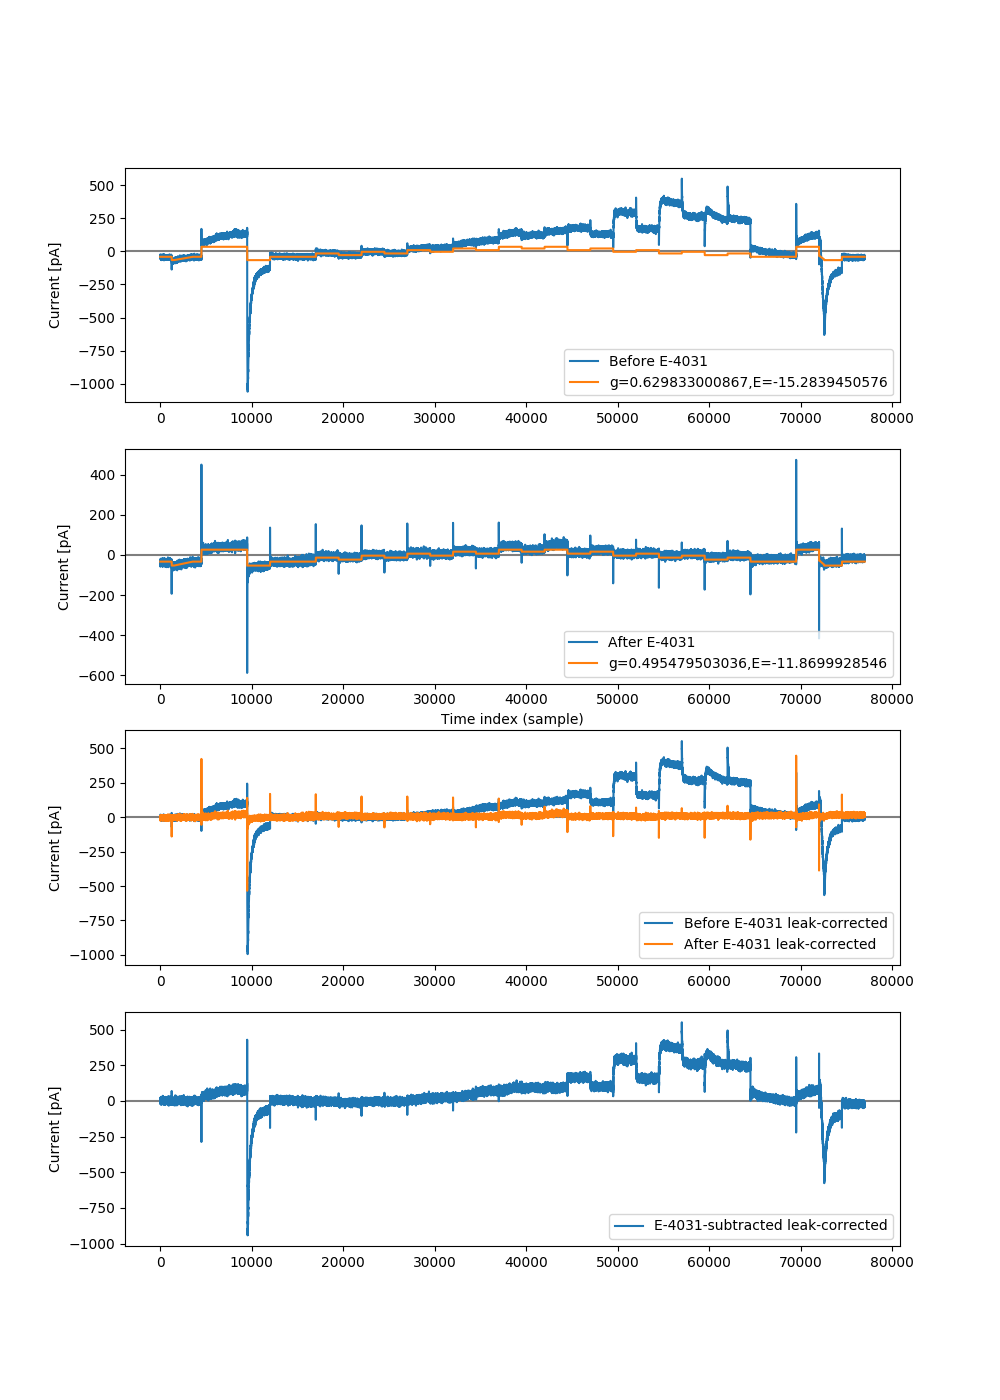 500
250
0
−250
−500
−750
−1000
Current [pA]
Before E-4031
g=0.629833000867,E=-15.2839450576
0 10000 20000 30000 40000 50000 60000 70000 80000
400
200
0
−200
−400
−600
Current [pA]
After E-4031
g=0.495479503036,E=-11.8699928546
0 10000 20000 30000 40000 50000 60000 70000 80000
Time index (sample)
500
250
0
−250
−500
−750
−1000
Current [pA]
Before E-4031 leak-corrected
After E-4031 leak-corrected
0 10000 20000 30000 40000 50000 60000 70000 80000
500
250
0
−250
−500
−750
−1000
Current [pA]
E-4031-subtracted leak-corrected
0 10000 20000 30000 40000 50000 60000 70000 80000